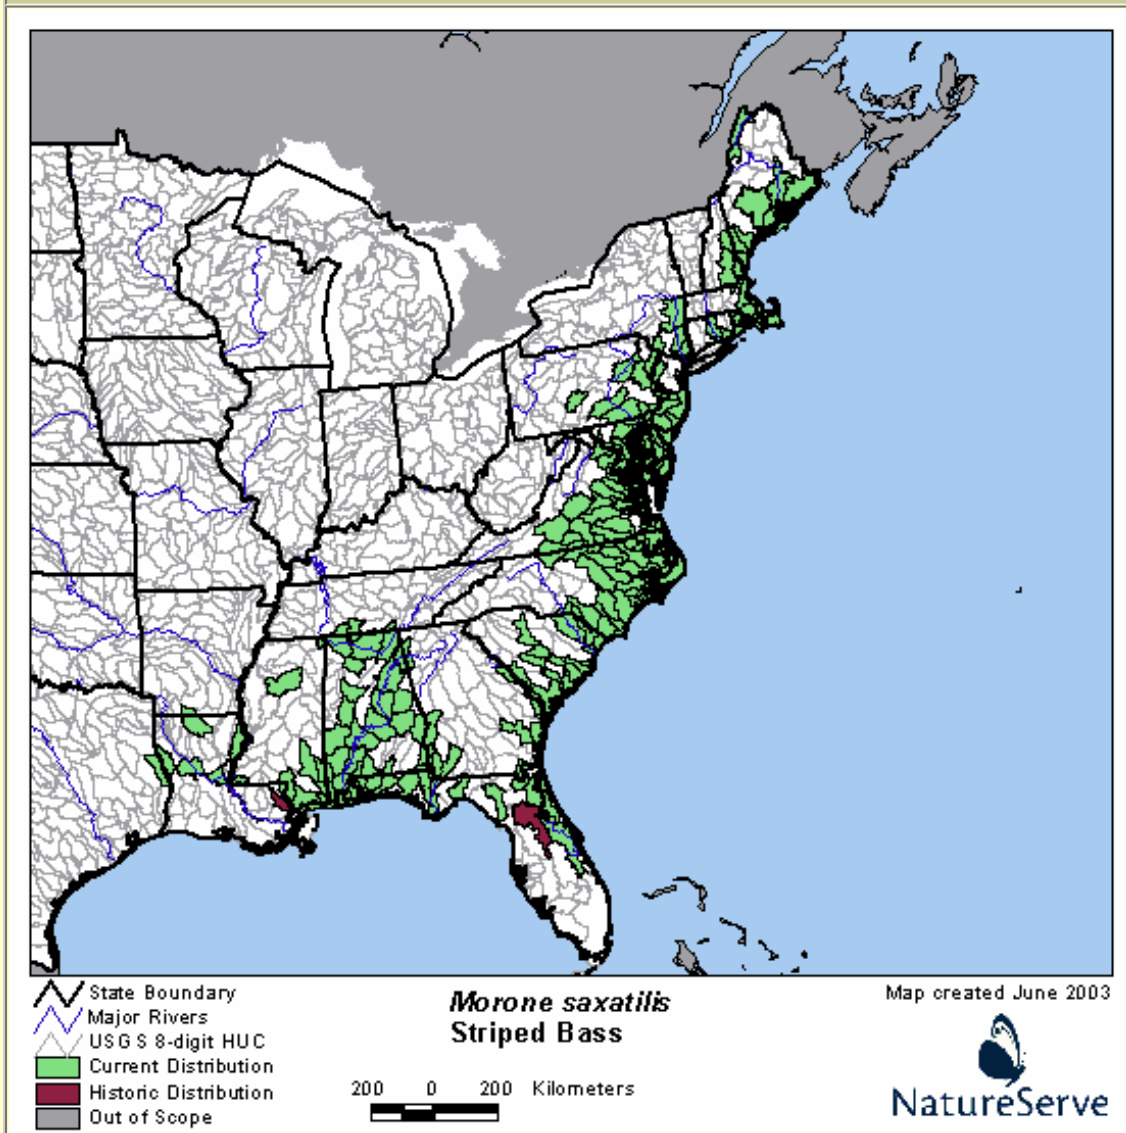 State Boundary
Major Rivers
USGS 8-digit HUC
Current Distribution
Historic Distribution
Out of Scope
Morone saxatilis
Striped Bass
200 0 200 Kilometers
Map created June 2003
NatureServe